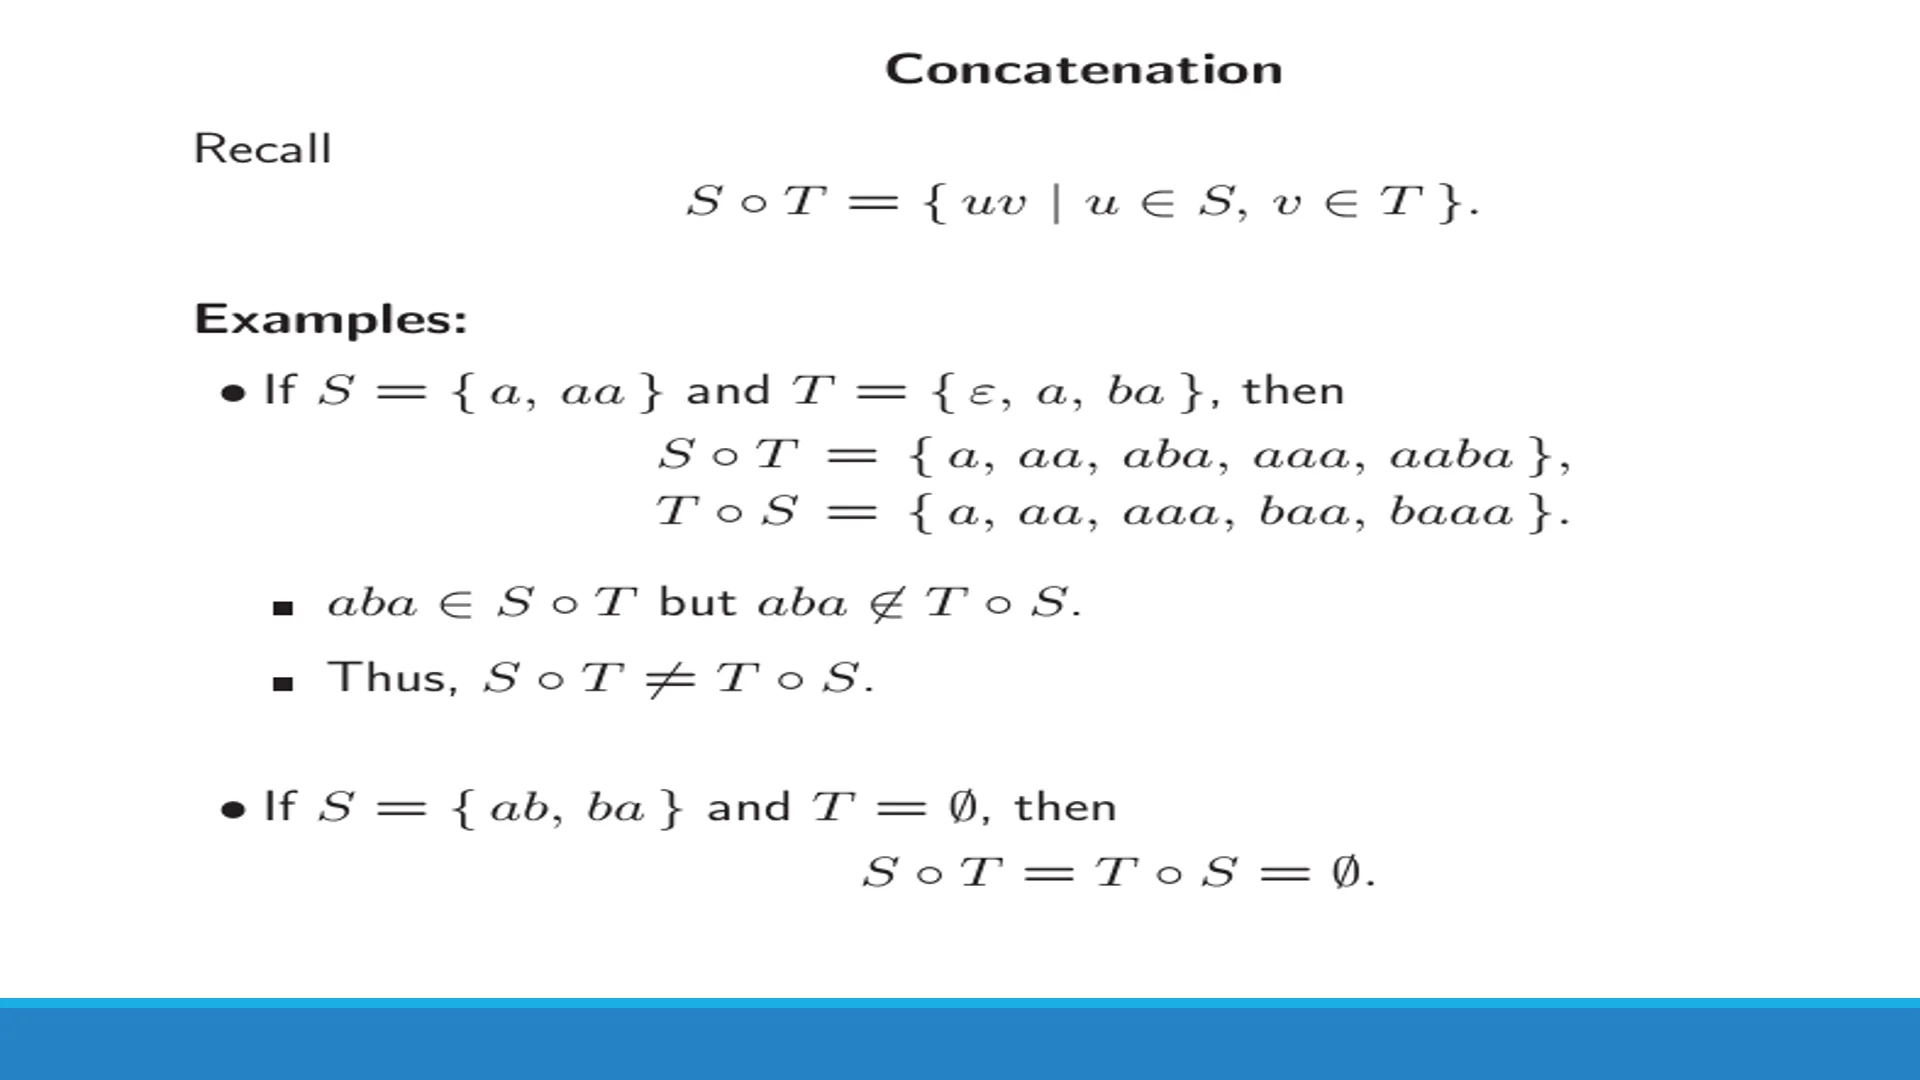 Concatenation
Recall
S ∘ T = { uv | u ∈ S, v ∈ T }.
Examples:
• If S = { a, aa } and T = { ε, a, ba }, then
S ∘ T = { a, aa, aba, aaa, aaba },
T ∘ S = { a, aa, aaa, baa, baaa }.
▪ aba ∈ S ∘ T but aba ∉ T ∘ S.
▪ Thus, S ∘ T ≠ T ∘ S.
• If S = { ab, ba } and T = ∅, then
S ∘ T = T ∘ S = ∅.